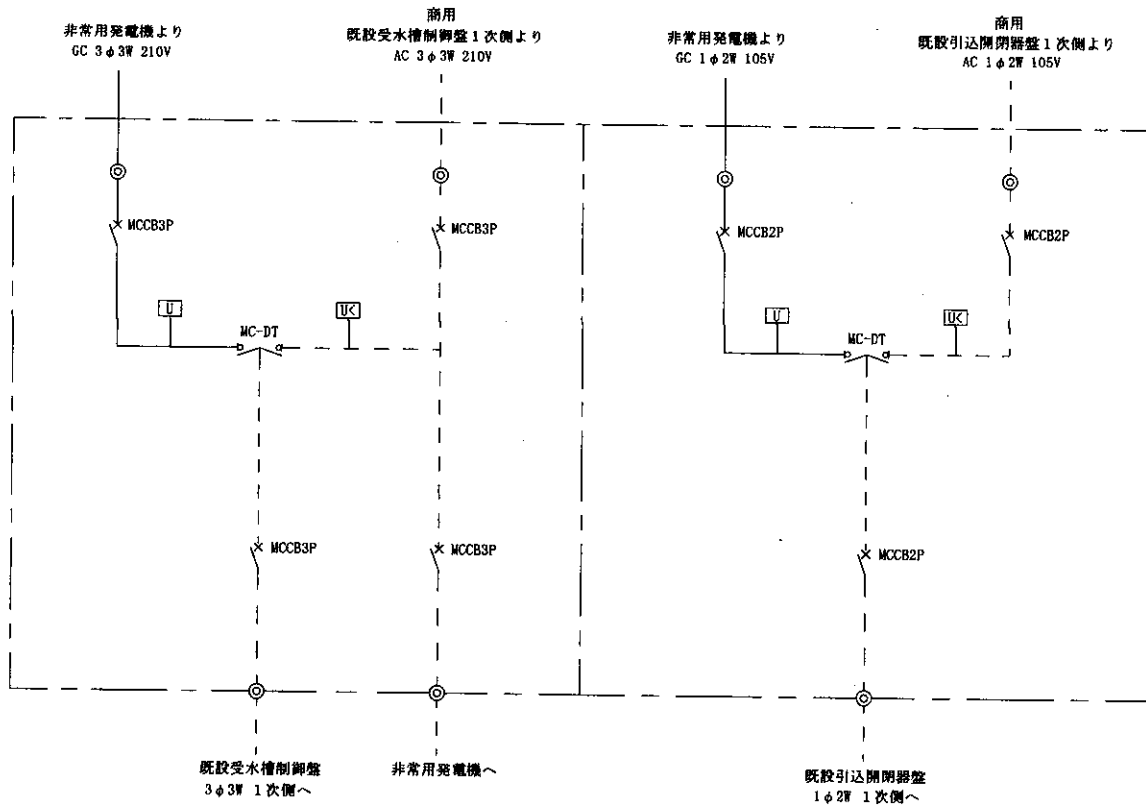 非常用発電機より
GC 3φ3W 210V
商用
既設受水槽制御盤1次側より
AC 3φ3W 210V
非常用発電機より
GC 1φ2W 105V
商用
既設引込開閉器盤1次側より
AC 1φ2W 105V
MCCB3P
MCCB3P
MCCB2P
MCCB2P
U
U<
MC-DT
U
U<
MC-DT
MCCB3P
MCCB3P
MCCB2P
既設受水槽制御盤
3φ3W 1次側へ
非常用発電機へ
既設引込開閉器盤
1φ2W 1次側へ